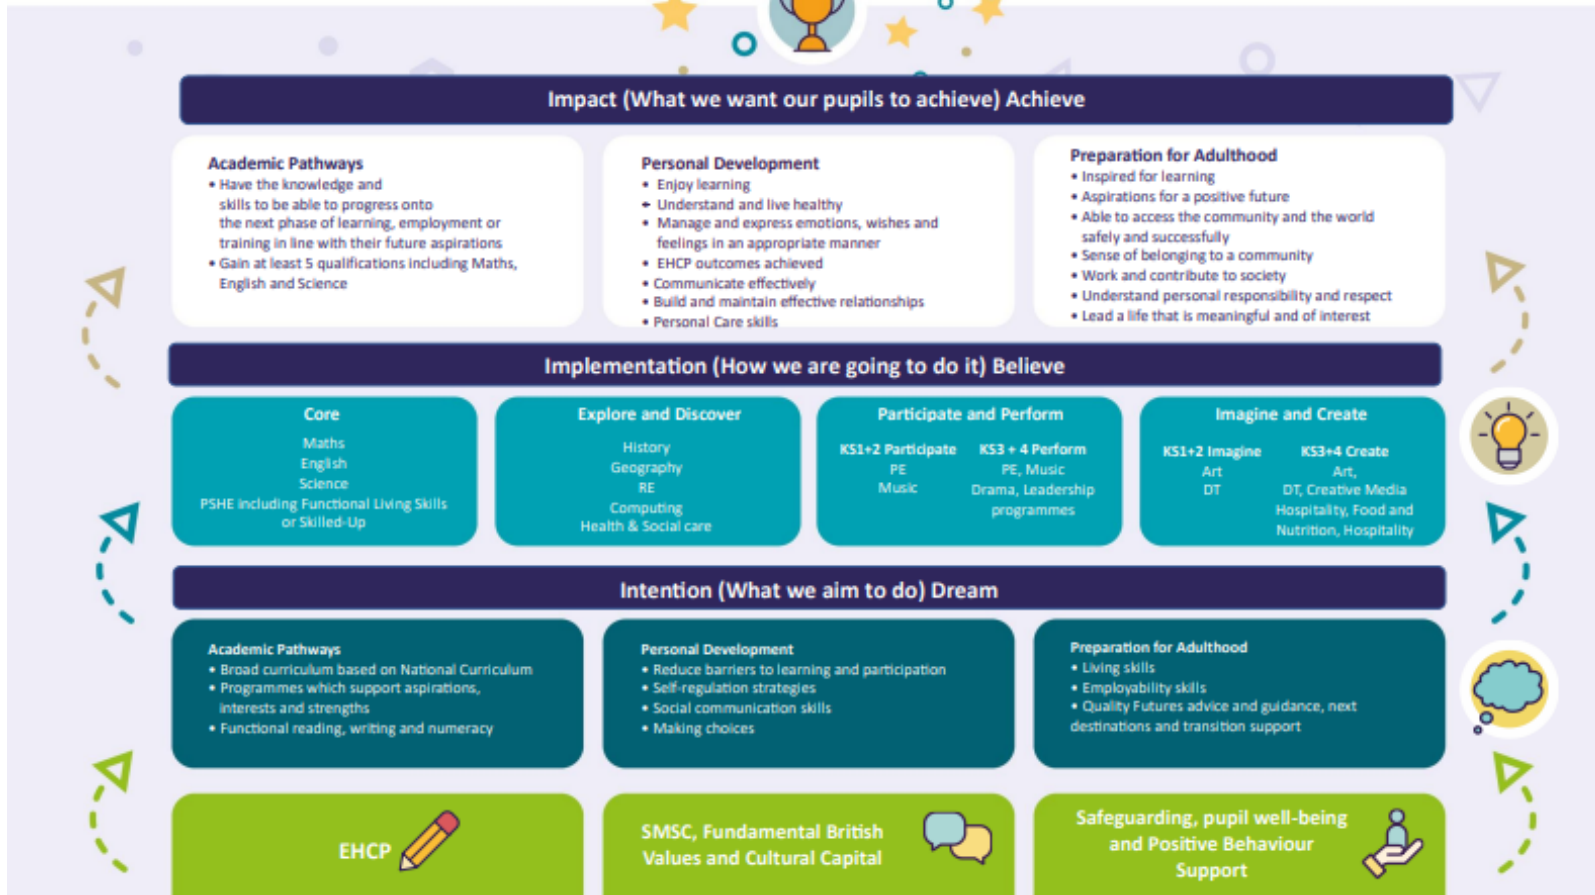 Impact (What we want our pupils to achieve) Achieve
Academic Pathways
• Have the knowledge and
skills to be able to progress onto
the next phase of learning, employment or
training in line with their future aspirations
• Gain at least 5 qualifications including Maths,
English and Science
Personal Development
• Enjoy learning
• Understand and live healthy
• Manage and express emotions, wishes and
feelings in an appropriate manner
• EHCP outcomes achieved
• Communicate effectively
• Build and maintain effective relationships
• Personal Care skills
Preparation for Adulthood
• Inspired for learning
• Aspirations for a positive future
• Able to access the community and the world
safely and successfully
• Sense of belonging to a community
• Work and contribute to society
• Understand personal responsibility and respect
• Lead a life that is meaningful and of interest
Implementation (How we are going to do it) Believe
Core
Maths
English
Science
PSHE including Functional Living Skills
or Skilled-Up
Explore and Discover
History
Geography
RE
Computing
Health & Social care
Participate and Perform
KS1+2 Participate
PE
Music
KS3 + 4 Perform
PE, Music
Drama, Leadership
programmes
Imagine and Create
KS1+2 Imagine
Art
DT
KS3+4 Create
Art,
DT, Creative Media
Hospitality, Food and
Nutrition, Hospitality
Intention (What we aim to do) Dream
Academic Pathways
• Broad curriculum based on National Curriculum
• Programmes which support aspirations,
interests and strengths
• Functional reading, writing and numeracy
Personal Development
• Reduce barriers to learning and participation
• Self-regulation strategies
• Social communication skills
• Making choices
Preparation for Adulthood
• Living skills
• Employability skills
• Quality Futures advice and guidance, next
destinations and transition support
EHCP
SMSC, Fundamental British
Values and Cultural Capital
Safeguarding, pupil well-being
and Positive Behaviour
Support